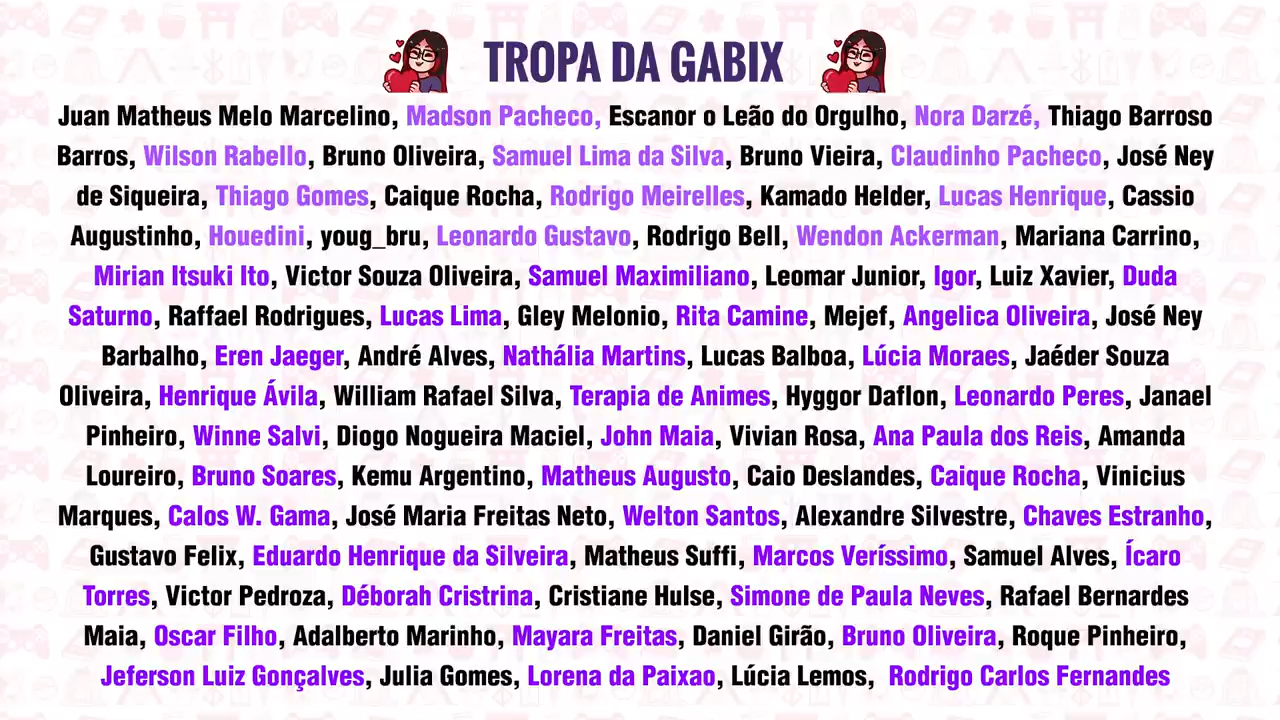 TROPA DA GABIX
Juan Matheus Melo Marcelino, Madson Pacheco, Escanor o Leão do Orgulho, Nora Darzé, Thiago Barroso
Barros, Wilson Rabello, Bruno Oliveira, Samuel Lima da Silva, Bruno Vieira, Claudinho Pacheco, José Ney
de Siqueira, Thiago Gomes, Caique Rocha, Rodrigo Meirelles, Kamado Helder, Lucas Henrique, Cassio
Augustinho, Houedini, youg_bru, Leonardo Gustavo, Rodrigo Bell, Wendon Ackerman, Mariana Carrino,
Mirian Itsuki Ito, Victor Souza Oliveira, Samuel Maximiliano, Leomar Junior, Igor, Luiz Xavier, Duda
Saturno, Raffael Rodrigues, Lucas Lima, Gley Melonio, Rita Camine, Mejef, Angelica Oliveira, José Ney
Barbalho, Eren Jaeger, André Alves, Nathália Martins, Lucas Balboa, Lúcia Moraes, Jaéder Souza
Oliveira, Henrique Ávila, William Rafael Silva, Terapia de Animes, Hyggor Daflon, Leonardo Peres, Janael
Pinheiro, Winne Salvi, Diogo Nogueira Maciel, John Maia, Vivian Rosa, Ana Paula dos Reis, Amanda
Loureiro, Bruno Soares, Kemu Argentino, Matheus Augusto, Caio Deslandes, Caique Rocha, Vinicius
Marques, Calos W. Gama, José Maria Freitas Neto, Welton Santos, Alexandre Silvestre, Chaves Estranho,
Gustavo Felix, Eduardo Henrique da Silveira, Matheus Suffi, Marcos Veríssimo, Samuel Alves, Ícaro
Torres, Victor Pedroza, Déborah Cristrina, Cristiane Hulse, Simone de Paula Neves, Rafael Bernardes
Maia, Oscar Filho, Adalberto Marinho, Mayara Freitas, Daniel Girão, Bruno Oliveira, Roque Pinheiro,
Jeferson Luiz Gonçalves, Julia Gomes, Lorena da Paixao, Lúcia Lemos, Rodrigo Carlos Fernandes